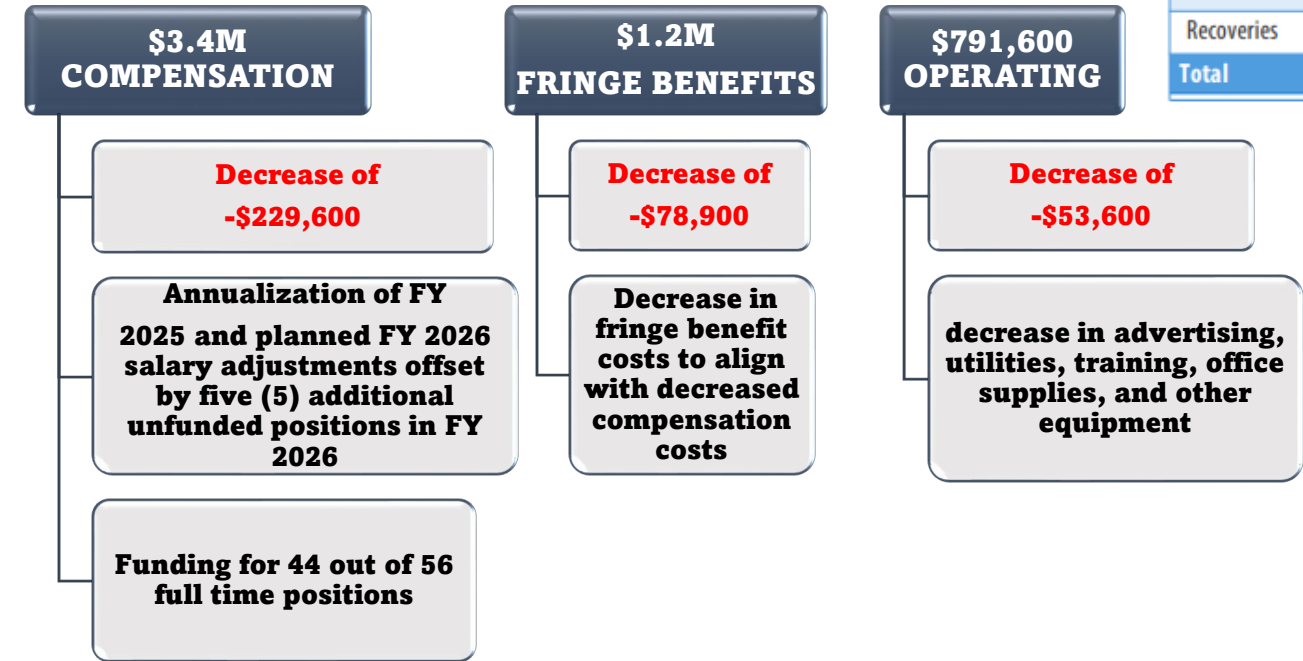 $3.4M
COMPENSATION
Decrease of
-$229,600
Annualization of FY
2025 and planned FY 2026
salary adjustments offset
by five (5) additional
unfunded positions in FY
2026
Funding for 44 out of 56
full time positions
$1.2M
FRINGE BENEFITS
Decrease of
-$78,900
Decrease in
fringe benefit
costs to align
with decreased
compensation
costs
$791,600
OPERATING
Decrease of
-$53,600
decrease in advertising,
utilities, training, office
supplies, and other
equipment
Recoveries
Total